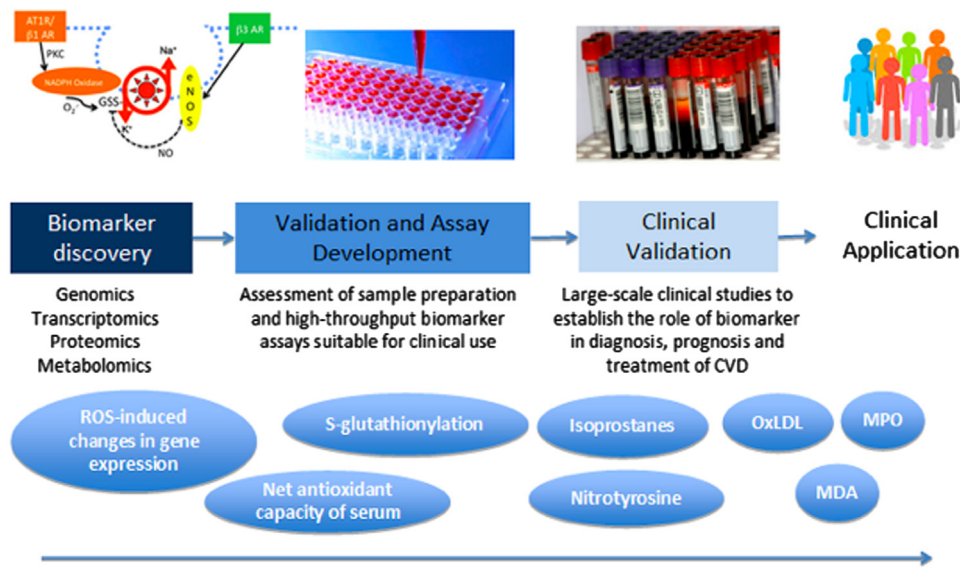 AT1R/
β1 AR
PKC
NADPH Oxidase
O2-
GSS-
Na+
K+
e
N
O
S
NO
β3 AR
Biomarker
discovery
Validation and Assay
Development
Clinical
Validation
Clinical
Application
Genomics
Transcriptomics
Proteomics
Metabolomics
Assessment of sample preparation
and high-throughput biomarker
assays suitable for clinical use
Large-scale clinical studies to
establish the role of biomarker
in diagnosis, prognosis and
treatment of CVD
ROS-induced
changes in gene
expression
S-glutathionylation
Net antioxidant
capacity of serum
Isoprostanes
Nitrotyrosine
OxLDL
MPO
MDA